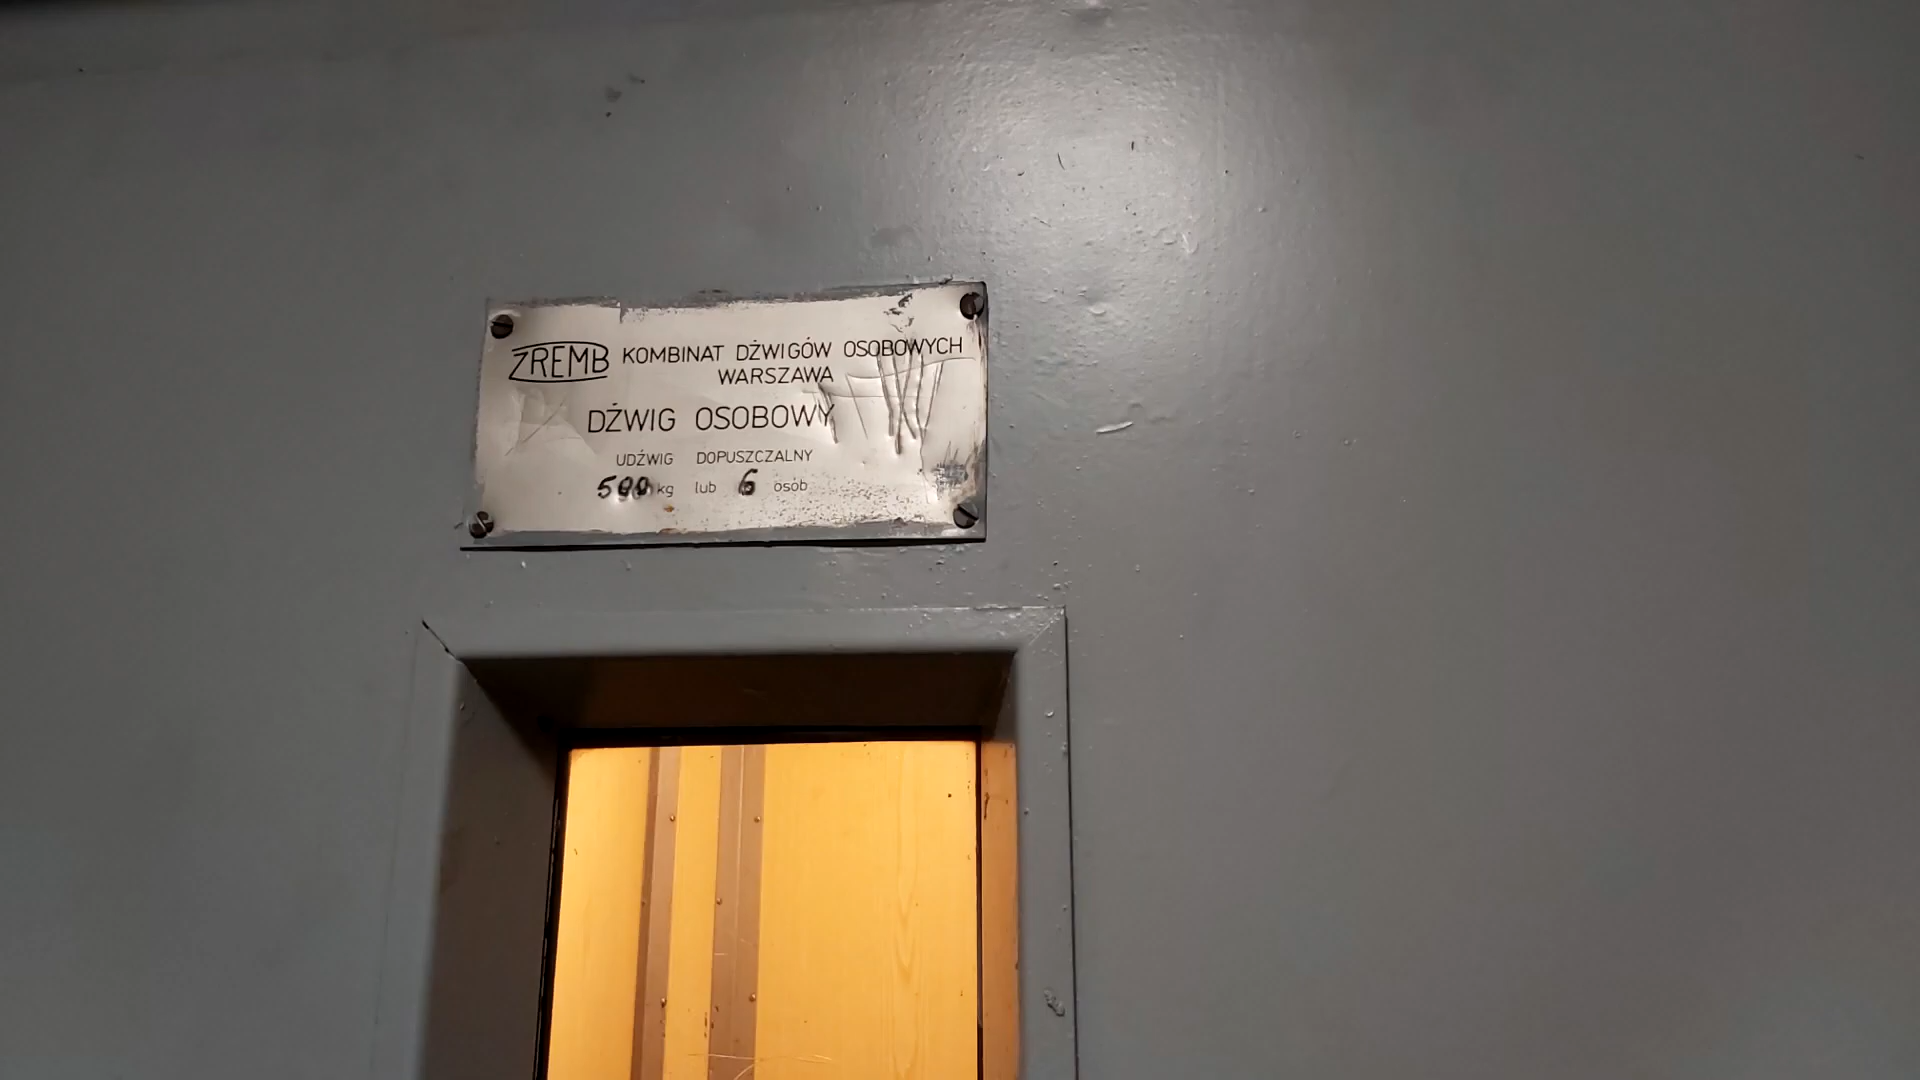 ZREMB KOMBINAT DŹWIGÓW OSOBOWYCH
WARSZAWA
DŹWIG OSOBOWY
UDŹWIG DOPUSZCZALNY
500 kg lub 6 osób